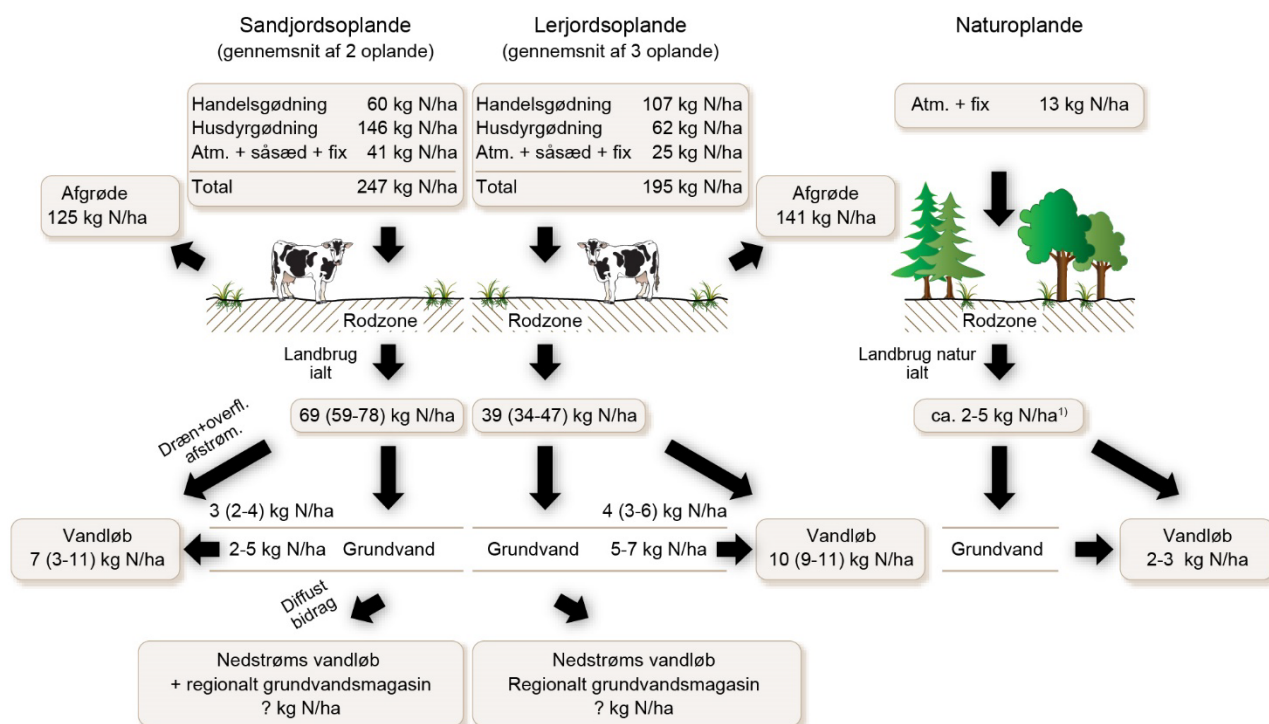 Sandjordsoplande
(gennemsnit af 2 oplande)
Lerjordsoplande
(gennemsnit af 3 oplande)
Naturoplande
Handelsgødning 60 kg N/ha
Husdyrgødning 146 kg N/ha
Atm. + såsæd + fix 41 kg N/ha
Total 247 kg N/ha
Handelsgødning 107 kg N/ha
Husdyrgødning 62 kg N/ha
Atm. + såsæd + fix 25 kg N/ha
Total 195 kg N/ha
Atm. + fix 13 kg N/ha
Afgrøde
125 kg N/ha
Afgrøde
141 kg N/ha
Rodzone
Rodzone
Rodzone
Landbrug
ialt
Landbrug natur
ialt
69 (59-78) kg N/ha
39 (34-47) kg N/ha
ca. 2-5 kg N/ha1)
Dræn+overfl.
afstrøm.
3 (2-4) kg N/ha
4 (3-6) kg N/ha
Vandløb
7 (3-11) kg N/ha
2-5 kg N/ha
Grundvand
Grundvand
5-7 kg N/ha
Vandløb
10 (9-11) kg N/ha
Grundvand
Vandløb
2-3 kg N/ha
Diffust
bidrag
Nedstrøms vandløb
+ regionalt grundvandsmagasin
? kg N/ha
Nedstrøms vandløb
Regionalt grundvandsmagasin
? kg N/ha